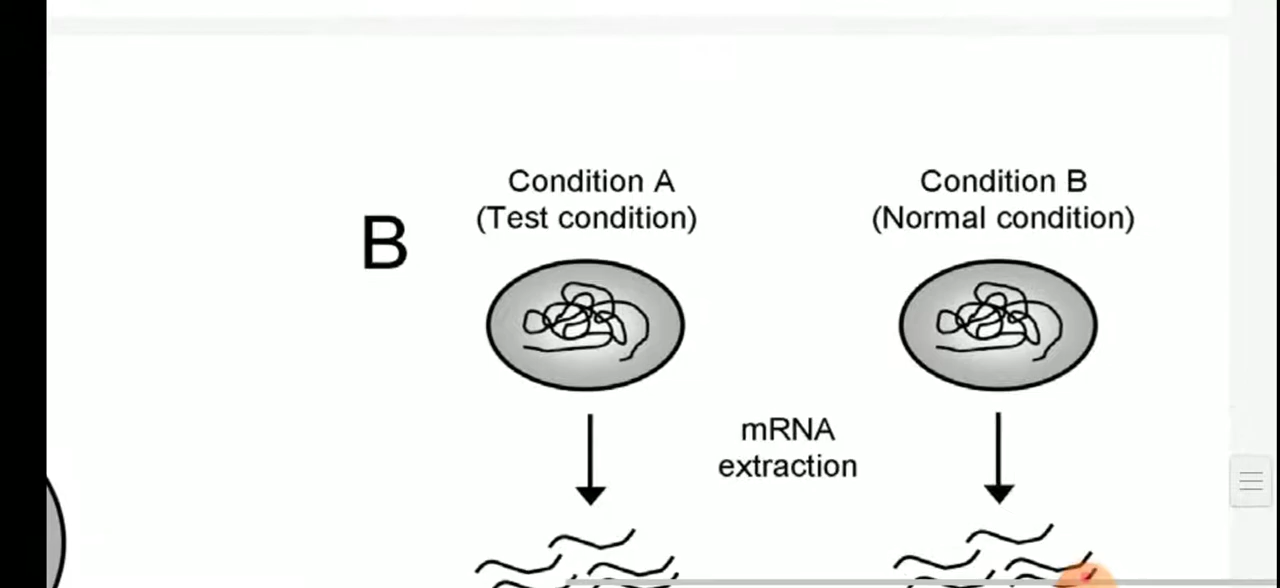 B
Condition A
(Test condition)
Condition B
(Normal condition)
mRNA
extraction